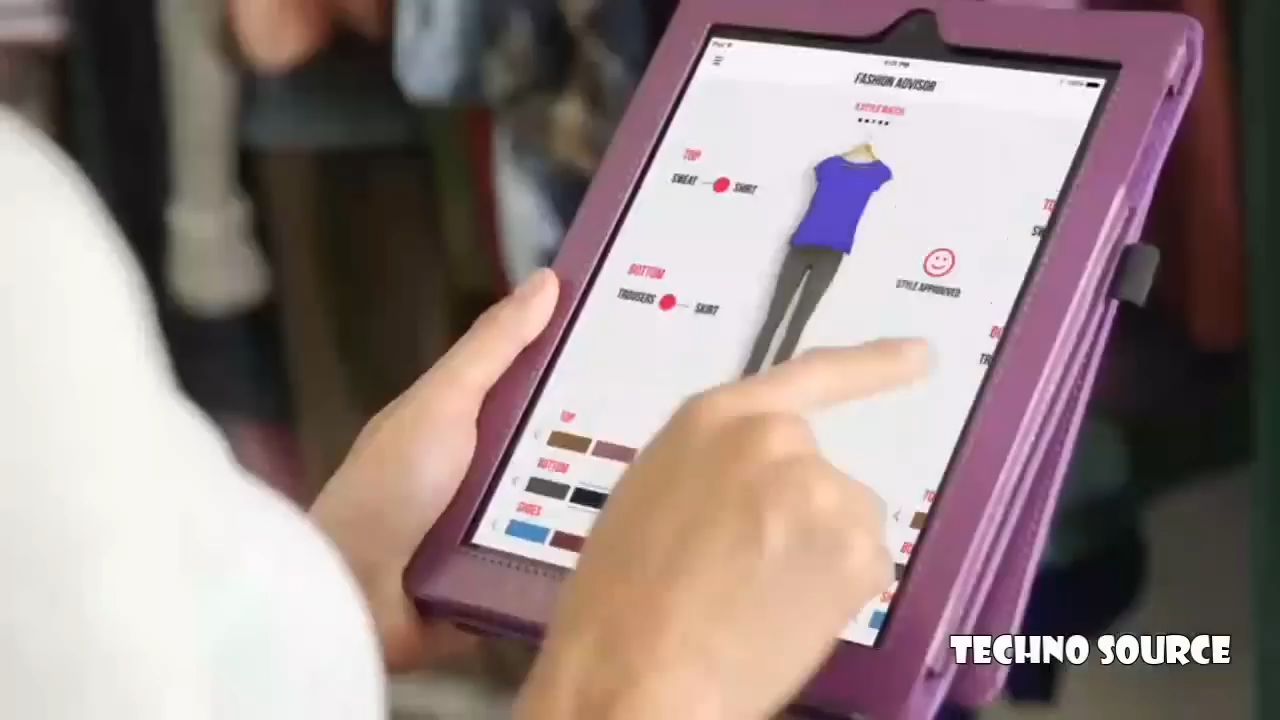 FASHION ADVISOR
STYLE MATCH
TOP
SWEAT SHIRT
BOTTOM
TROUSERS SKIRT
STYLE APPROVED
TOP
BOTTOM
SHOES
TECHNO SOURCE